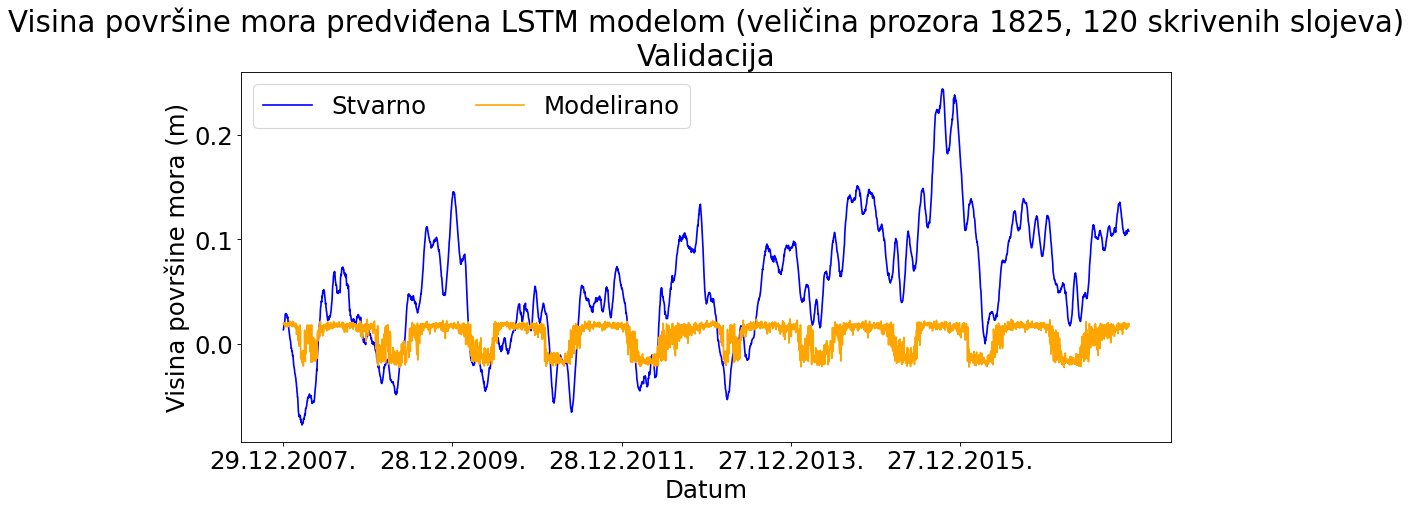 Visina površine mora predviđena LSTM modelom (veličina prozora 1825, 120 skrivenih slojeva)
Validacija
Stvarno Modelirano
Visina površine mora (m)
0.2
0.1
0.0
29.12.2007. 28.12.2009. 28.12.2011. 27.12.2013. 27.12.2015.
Datum